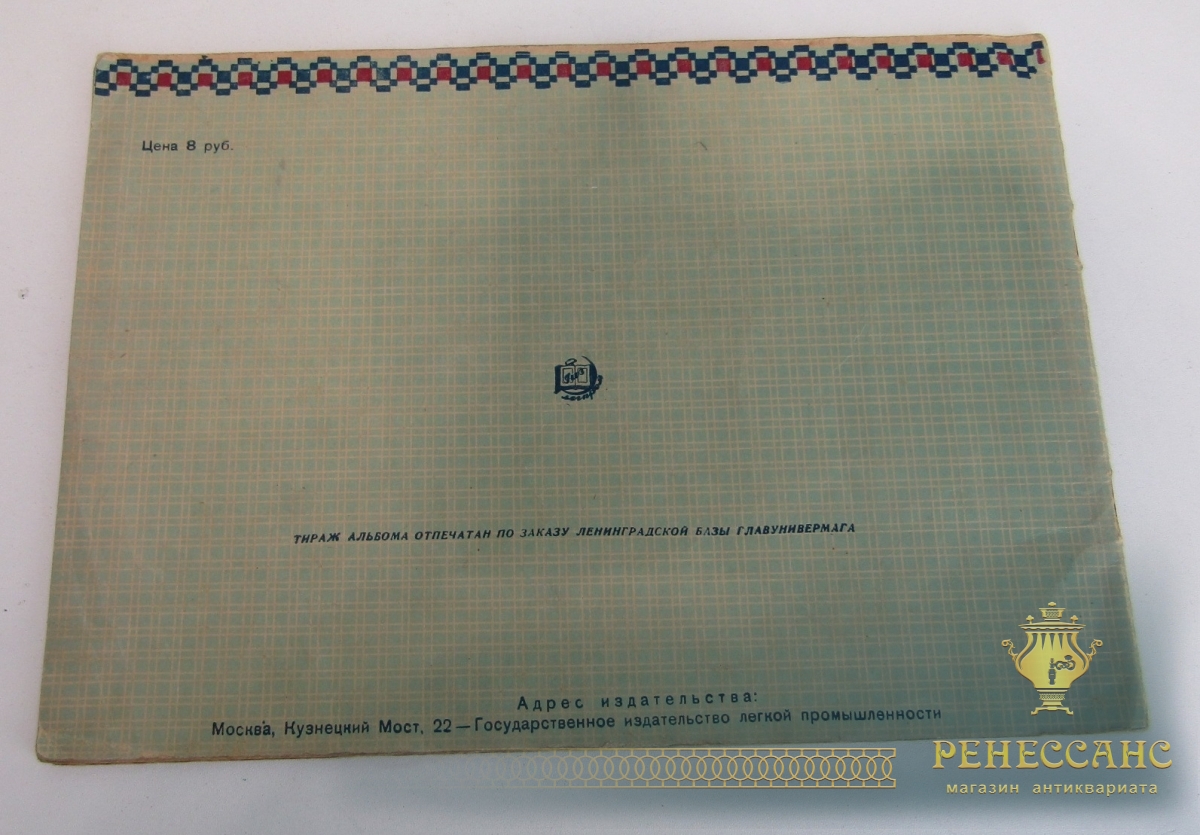 Цена 8 руб.
ТИРАЖ АЛЬБОМА ОТПЕЧАТАН ПО ЗАКАЗУ ЛЕНИНГРАДСКОЙ БАЗЫ ГЛАВУНИВЕРМАГА
Адрес издательства:
Москва, Кузнецкий Мост, 22 — Государственное издательство легкой промышленности
РЕНЕССАНС
магазин антиквариата